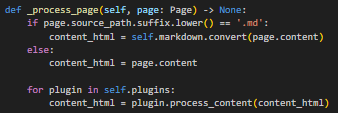 def _process_page(self, page: Page) -> None:
    if page.source_path.suffix.lower() == '.md':
        content_html = self.markdown.convert(page.content)
    else:
        content_html = page.content

    for plugin in self.plugins:
        content_html = plugin.process_content(content_html)